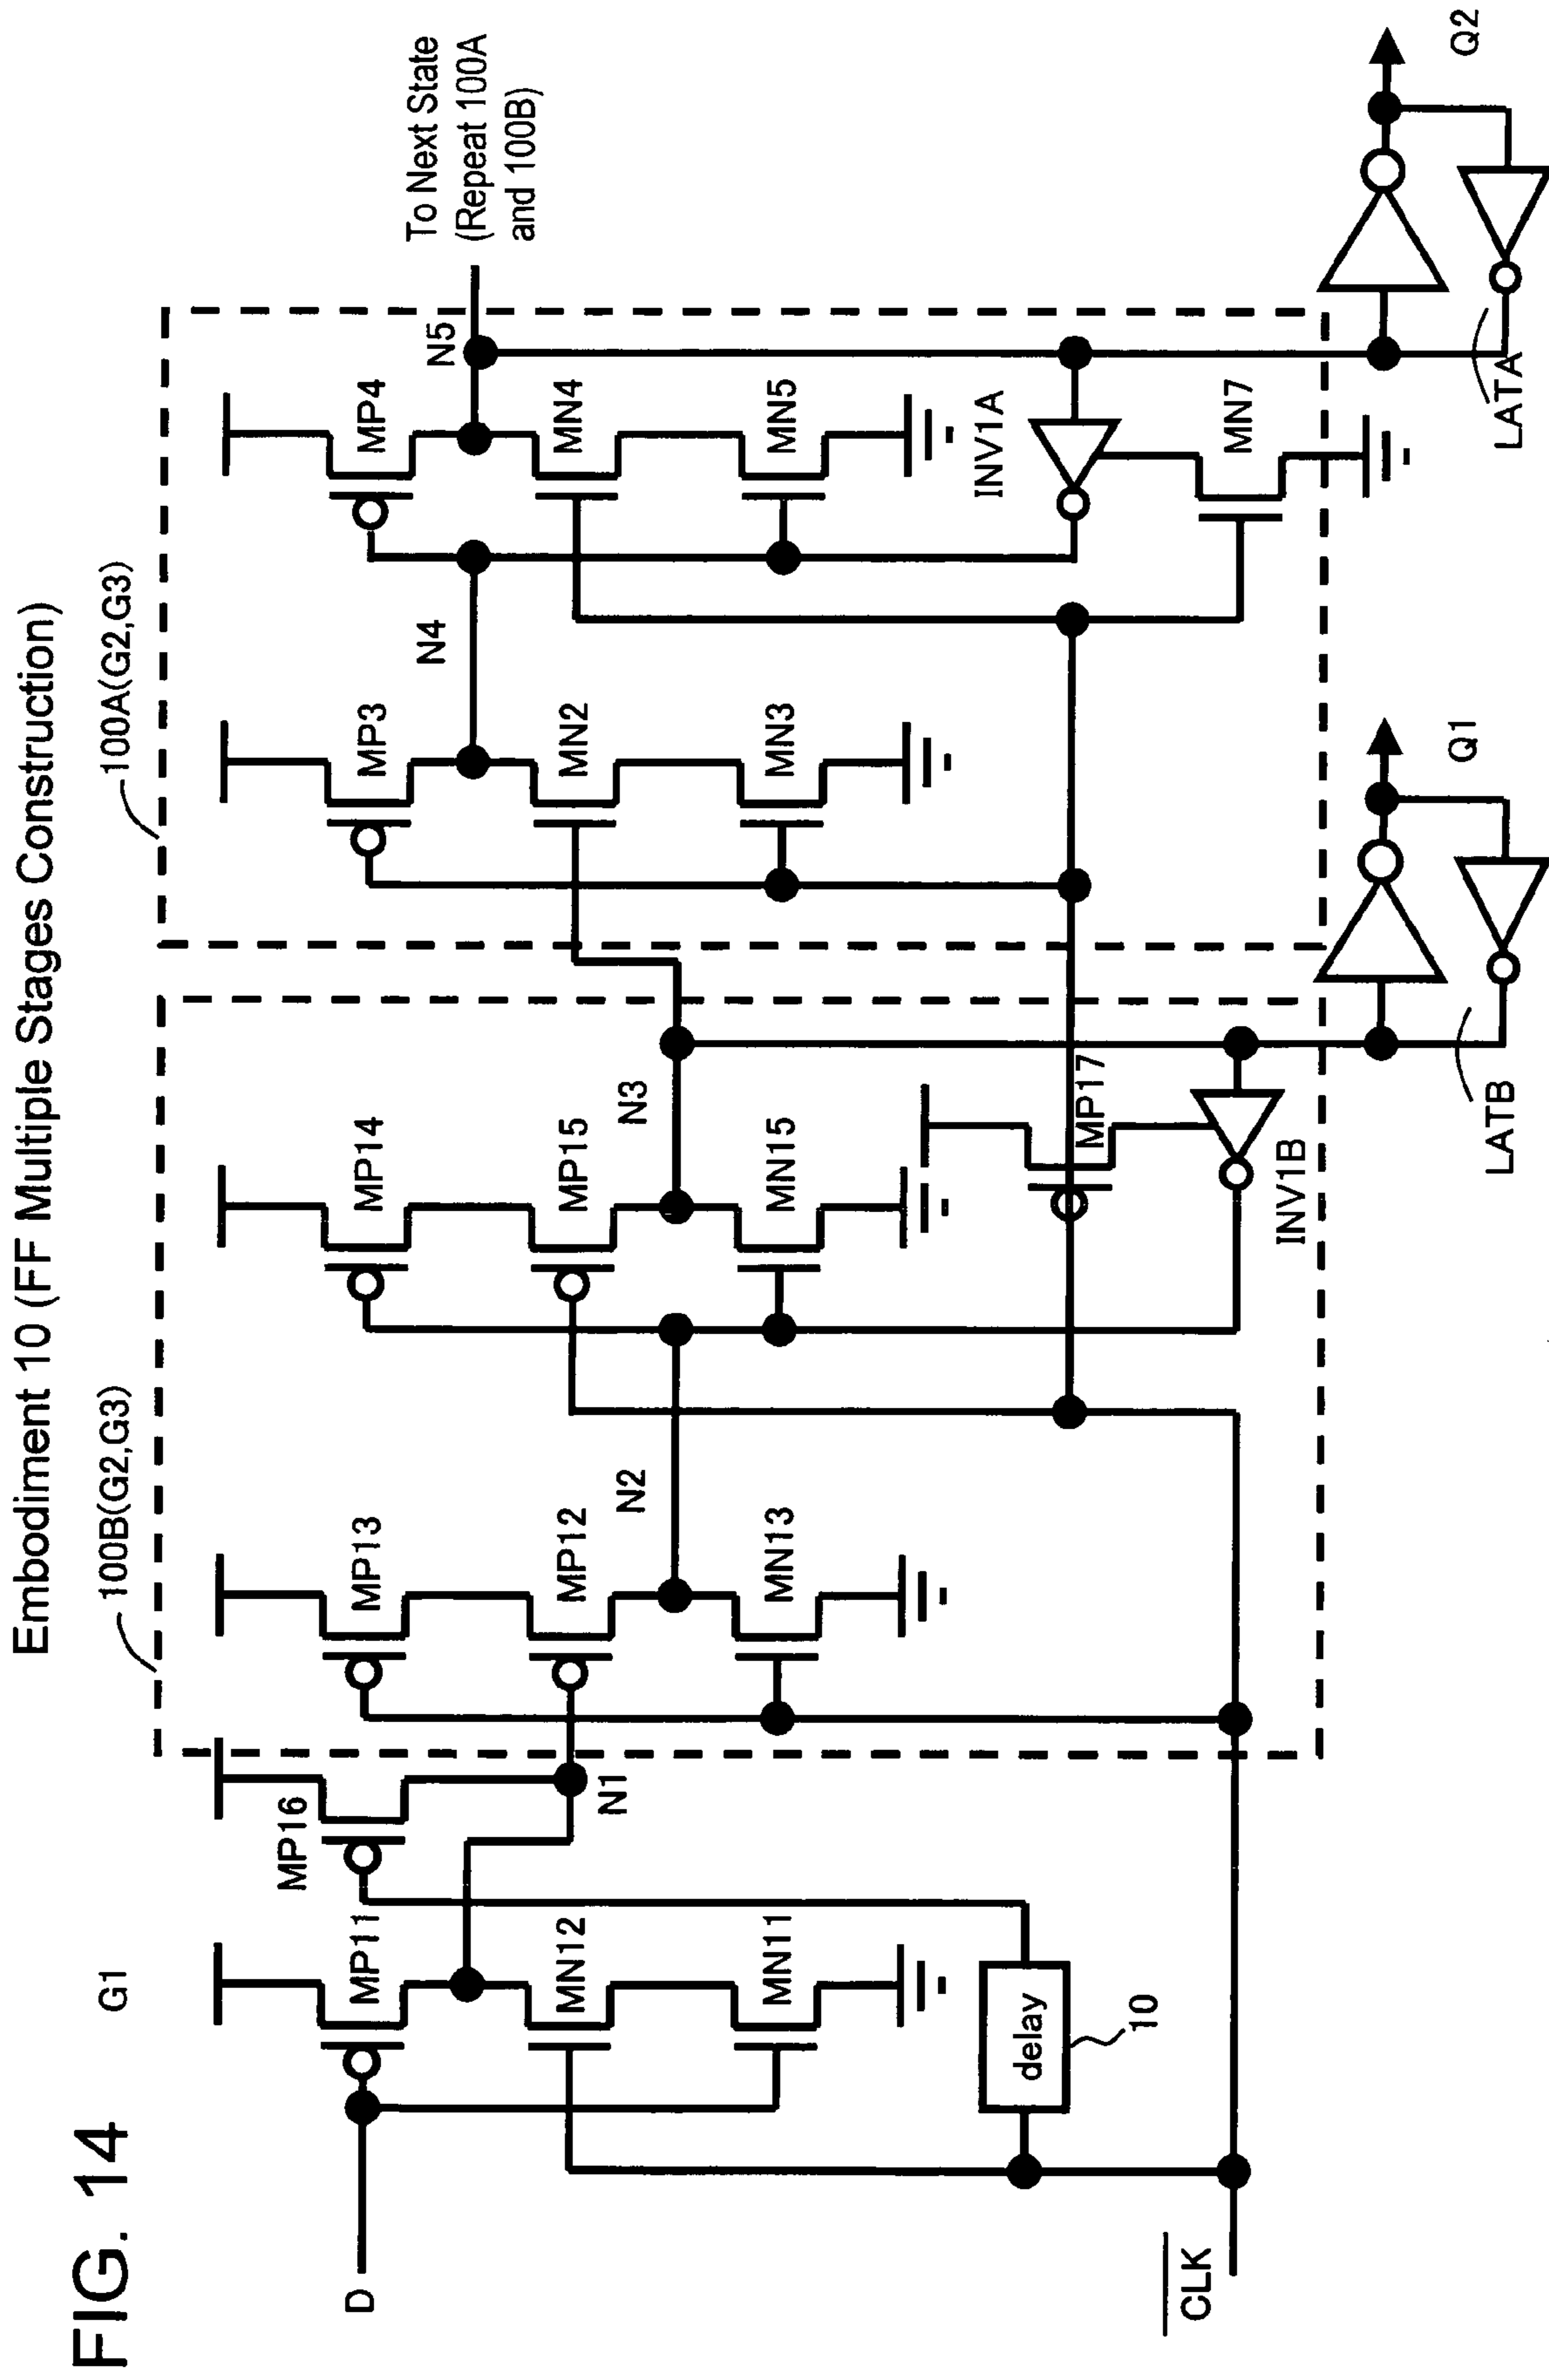 FIG. 14
Embodiment 10 (FF Multiple Stages Construction)
G1
100B(G2,G3)
100A(G2,G3)
D
MP11
MN12
MN11
MP16
N1
delay
10
CLK
MP13
MP12
MN13
N2
MP14
MP15
MN15
N3
MP17
INV1B
LATB
Q1
MP3
MN2
MN3
N4
MP4
MN4
MN5
N5
INV1A
MN7
LATA
Q2
To Next State
(Repeat 100A
and 100B)